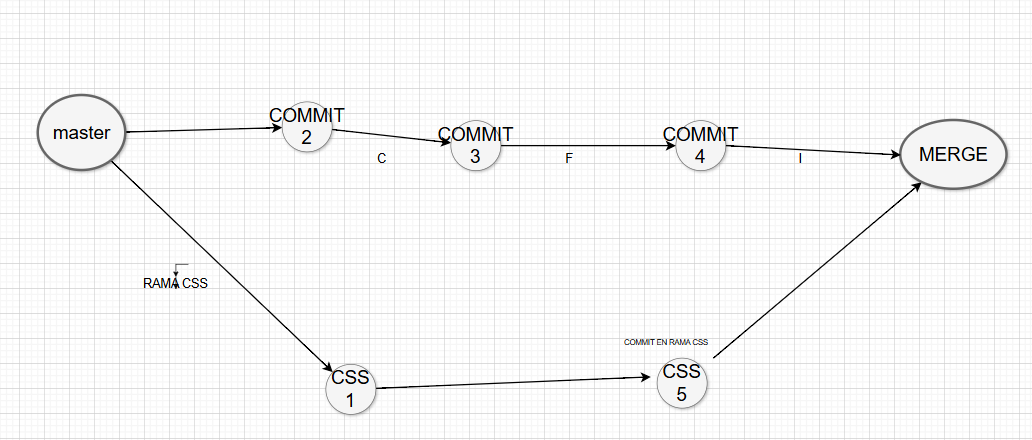 master
COMMIT
2
COMMIT
3
COMMIT
4
MERGE
C
F
I
RAMA CSS
COMMIT EN RAMA CSS
CSS
1
CSS
5